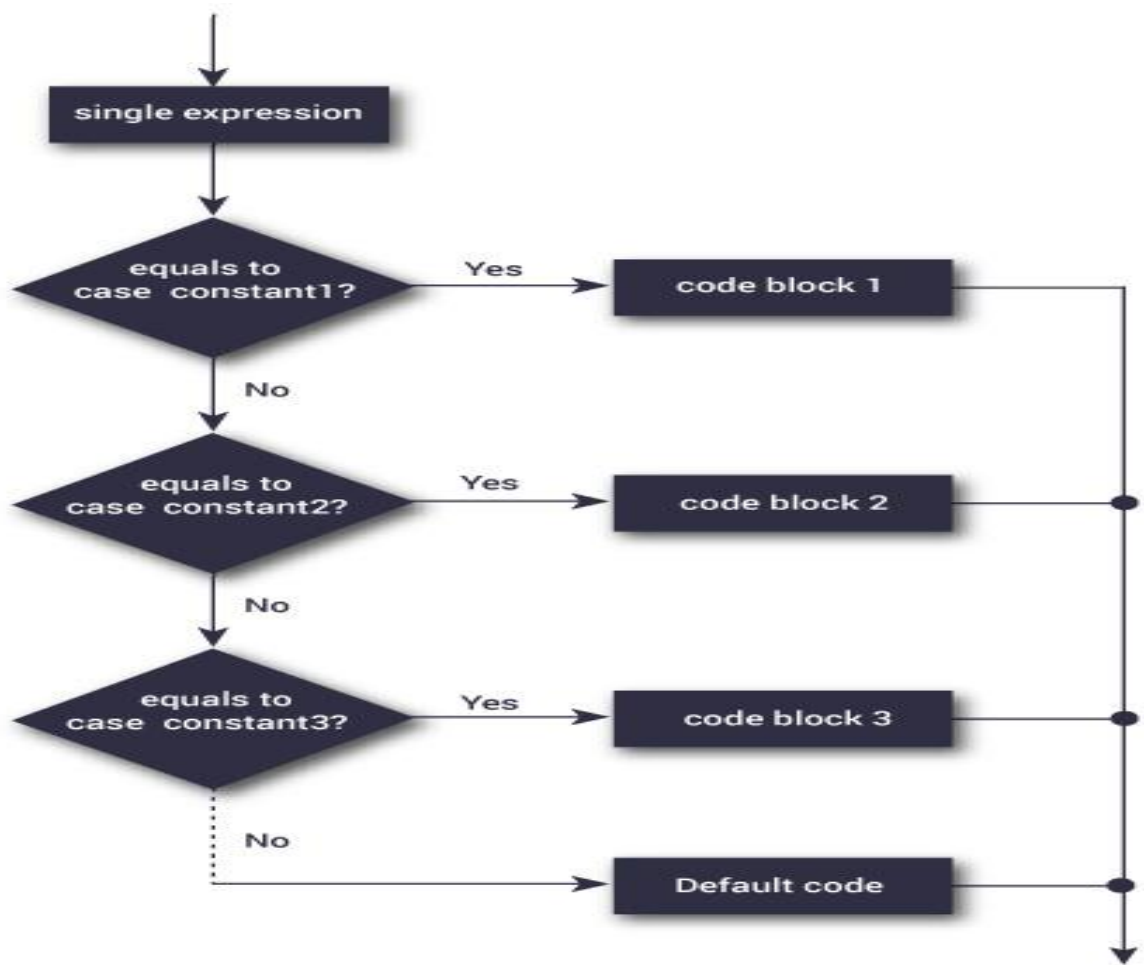 single expression
equals to
case constant1?
Yes
code block 1
No
equals to
case constant2?
Yes
code block 2
No
equals to
case constant3?
Yes
code block 3
No
Default code